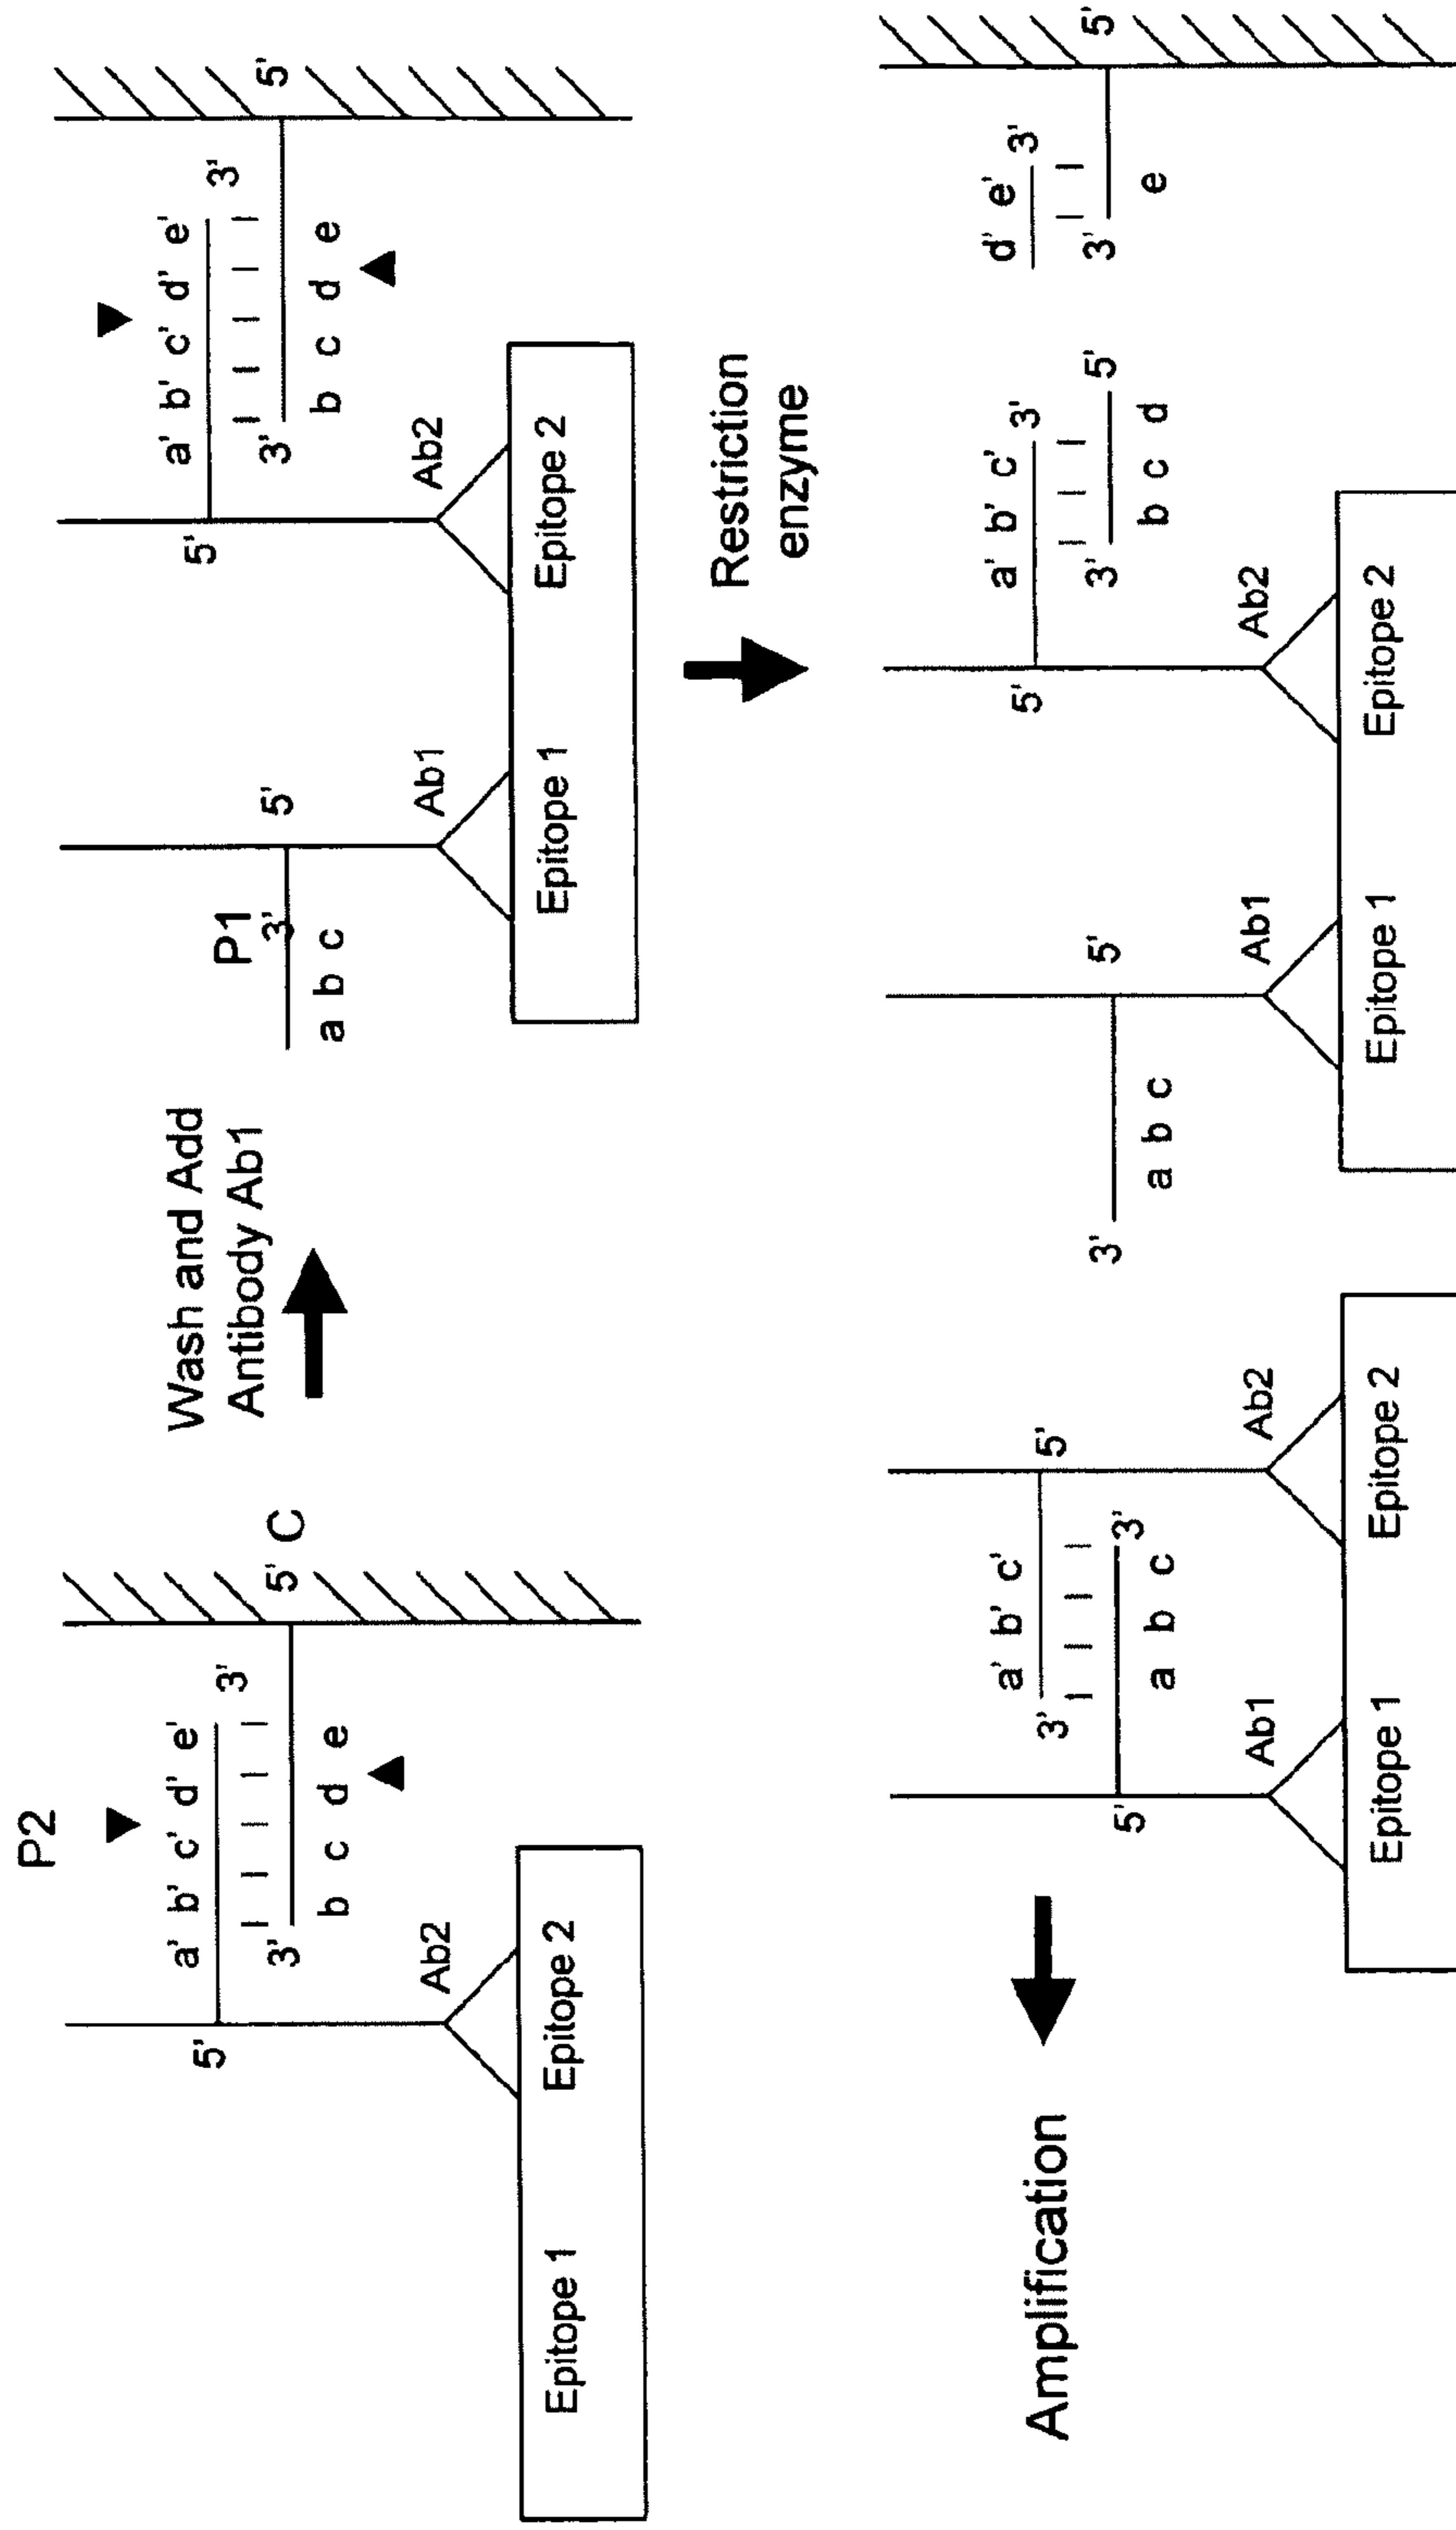 P2
a' b' c' d' e'
5'
3'
3'
5' C
b c d e
Ab2
Epitope 1 Epitope 2
Wash and Add
Antibody Ab1
P1
3'
5'
a b c
Ab1
a' b' c' d' e'
5'
3'
3'
5'
b c d e
Ab2
Epitope 1 Epitope 2
Restriction
enzyme
3'
5'
a b c
Ab1
a' b' c'
5'
3'
3'
5'
b c d
Ab2
d' e'
3'
3'
5'
e
Epitope 1 Epitope 2
a' b' c'
3'
5'
5'
3'
a b c
Ab1
Ab2
Epitope 1 Epitope 2
Amplification